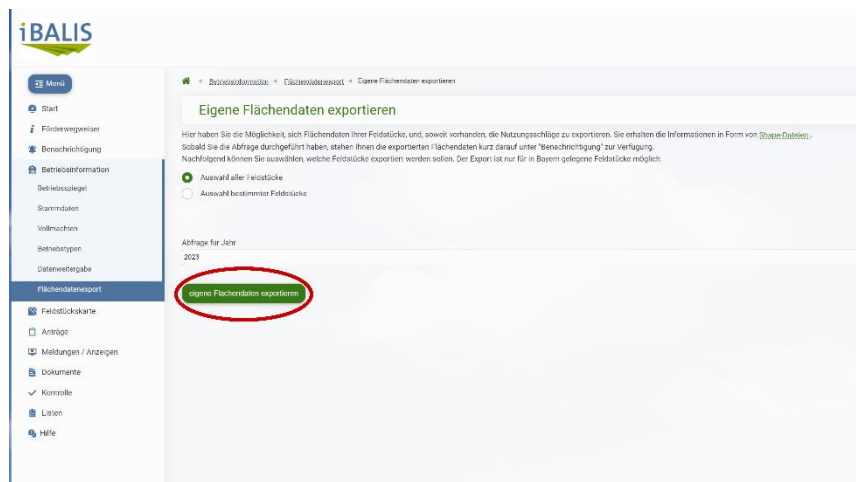 iBALIS
Menü
Start
Förderwegweiser
Benachrichtigung
Betriebsinformation
Betriebsspiegel
Stammdaten
Vollmachten
Betriebstypen
Datenweitergabe
Flächendatenexport
Feldstückskarte
Anträge
Meldungen / Anzeigen
Dokumente
Kontrolle
Listen
Hilfe
« Betriebsinformation « Flächendatenexport « Eigene Flächendaten exportieren
Eigene Flächendaten exportieren
Hier haben Sie die Möglichkeit, sich Flächendaten Ihrer Feldstücke, und, soweit vorhanden, die Nutzungsschläge zu exportieren. Sie erhalten die Informationen in Form von Shape-Dateien .
Sobald Sie die Abfrage durchgeführt haben, stehen Ihnen die exportierten Flächendaten kurz darauf unter "Benachrichtigung" zur Verfügung.
Nachfolgend können Sie auswählen, welche Feldstücke exportiert werden sollen. Der Export ist nur für in Bayern gelegene Feldstücke möglich.
Auswahl aller Feldstücke
Auswahl bestimmter Feldstücke
Abfrage für Jahr
2023
eigene Flächendaten exportieren